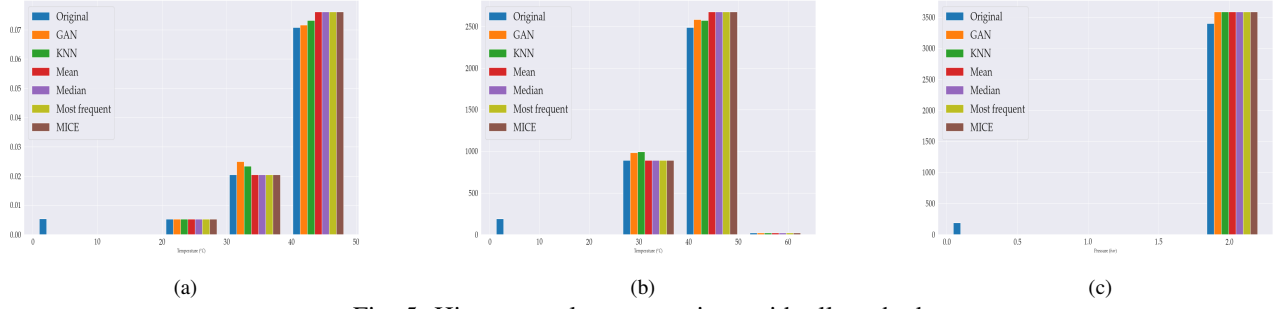 Original
GAN
KNN
Mean
Median
Most frequent
MICE
0.07
0.06
0.05
0.04
0.03
0.02
0.01
0.00
0 10 20 30 40 50
Temperature (°C)
(a)
Original
GAN
KNN
Mean
Median
Most frequent
MICE
2500
2000
1500
1000
500
0
0 10 20 30 40 50 60
Temperature (°C)
(b)
Original
GAN
KNN
Mean
Median
Most frequent
MICE
3500
3000
2500
2000
1500
1000
500
0
0.0 0.5 1.0 1.5 2.0
Pressure (bar)
(c)